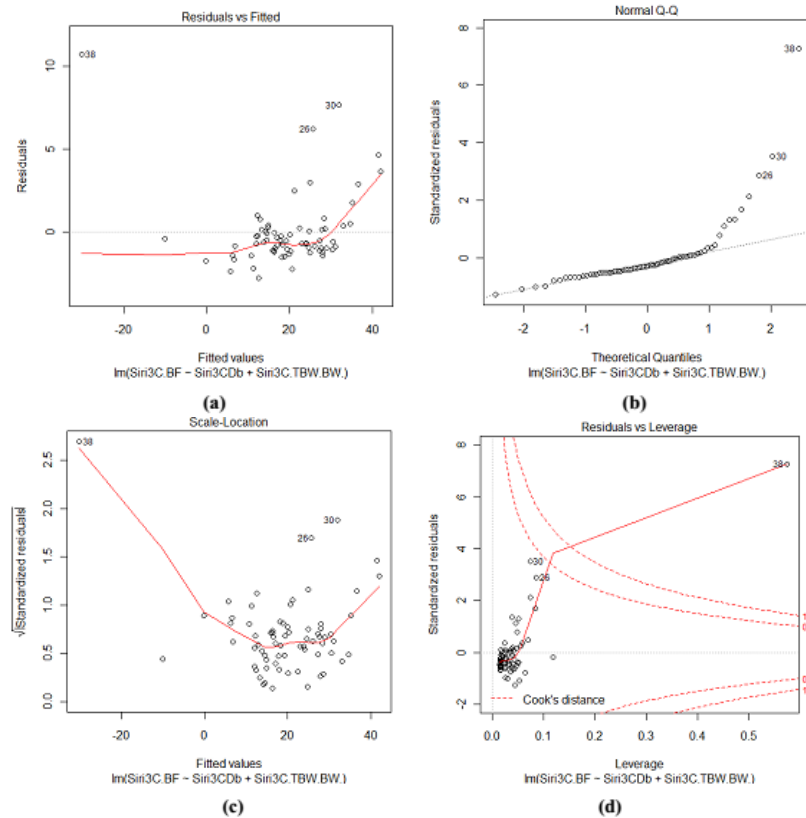 Residuals vs Fitted
38
30
26
Residuals
10
5
0
-20
0
20
40
Fitted values
lm(Siri3C.BF ~ Siri3CDb + Siri3C.TBW.BW.)
(a)
Normal Q-Q
38
30
26
Standardized residuals
8
6
4
2
0
-2
-1
0
1
2
Theoretical Quantiles
lm(Siri3C.BF ~ Siri3CDb + Siri3C.TBW.BW.)
(b)
Scale-Location
38
30
26
√|Standardized residuals|
2.5
2.0
1.5
1.0
0.5
0.0
-20
0
20
40
Fitted values
lm(Siri3C.BF ~ Siri3CDb + Siri3C.TBW.BW.)
(c)
Residuals vs Leverage
38
30
26
Standardized residuals
8
6
4
2
0
-2
1
0
0
1
Cook's distance
0.0
0.1
0.2
0.3
0.4
0.5
Leverage
lm(Siri3C.BF ~ Siri3CDb + Siri3C.TBW.BW.)
(d)